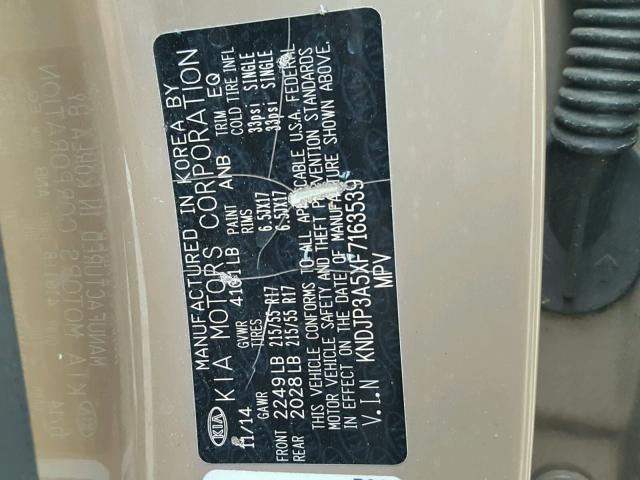 MANUFACTURED IN KOREA BY
KIA KIA MOTORS CORPORATION
11/14 GVWR PAINT ANB TRIM EQ
GAWR TIRES RIMS COLD TIRE INFL
FRONT 2249LB 215/55 R17 6.5JX17 33psi SINGLE
REAR 2028LB 215/55 R17 6.5JX17 33psi SINGLE
THIS VEHICLE CONFORMS TO ALL APPLICABLE U.S.A. FEDERAL
MOTOR VEHICLE SAFETY AND THEFT PREVENTION STANDARDS
IN EFFECT ON THE DATE OF MANUFACTURE SHOWN ABOVE.
V.I.N KNDJP3A5XF7163539
MPV